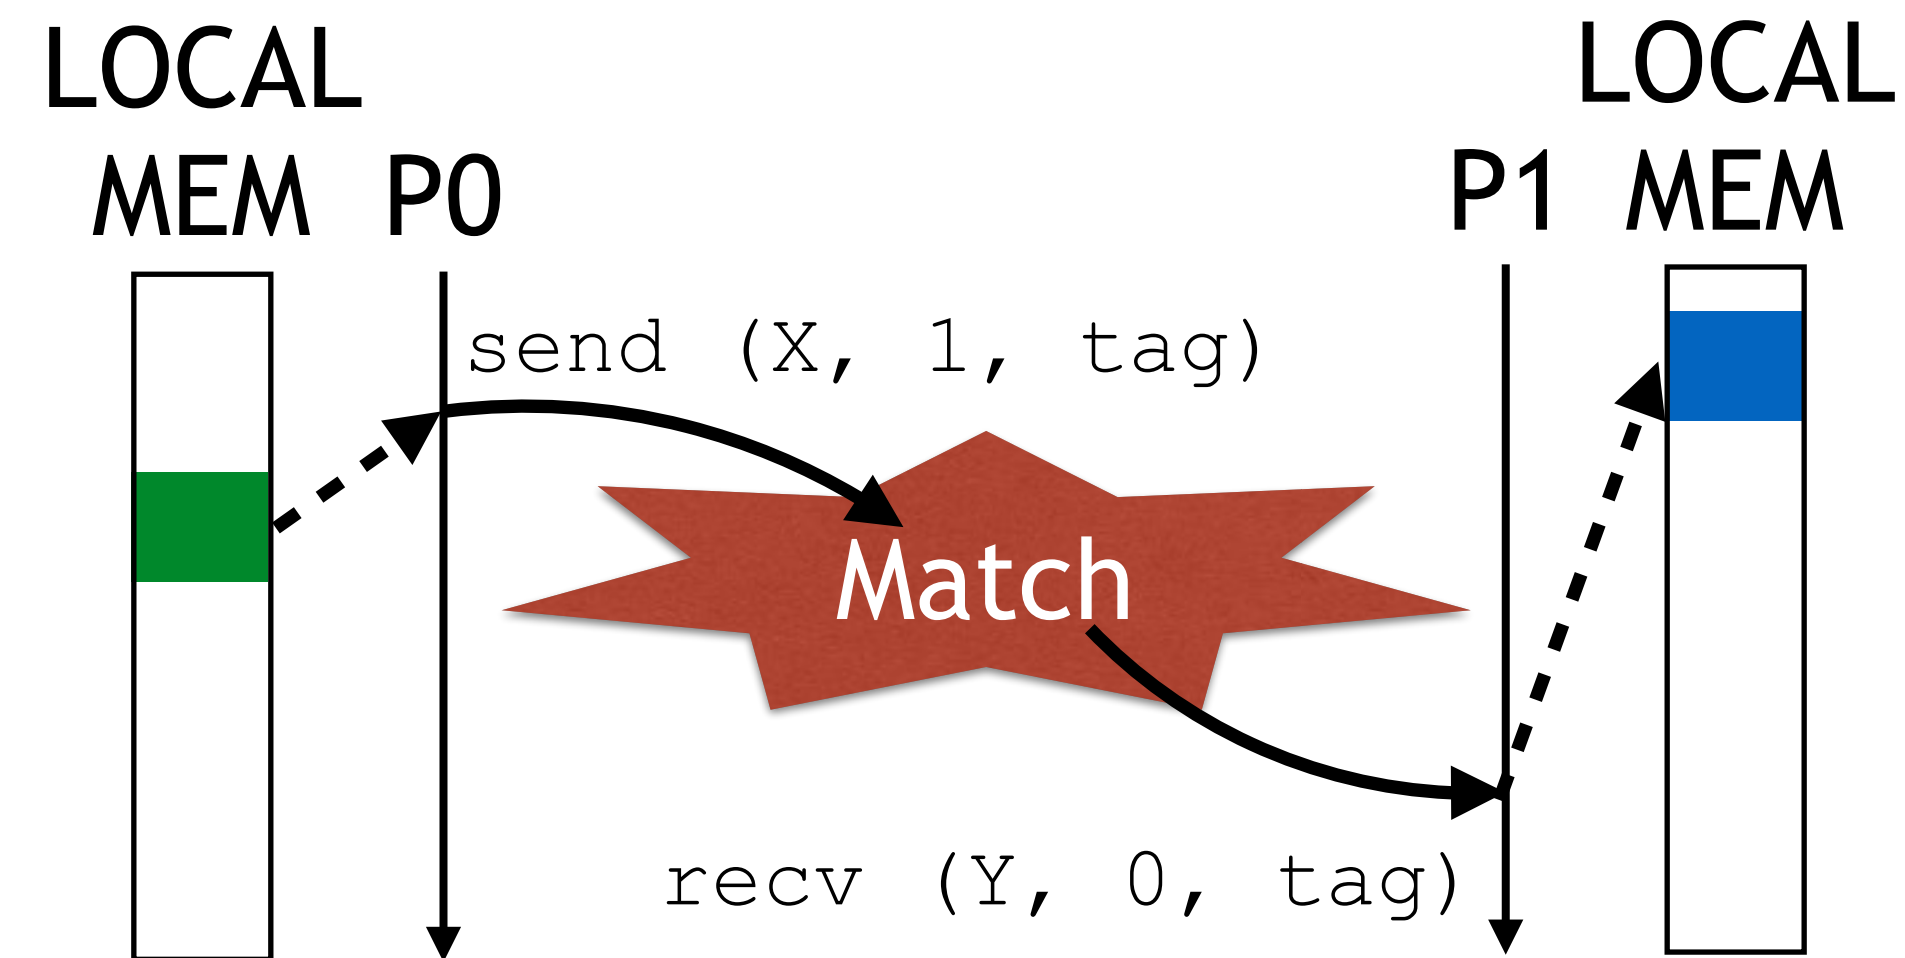 LOCAL
MEM
P0
LOCAL
P1
MEM
send (X, 1, tag)
Match
recv (Y, 0, tag)